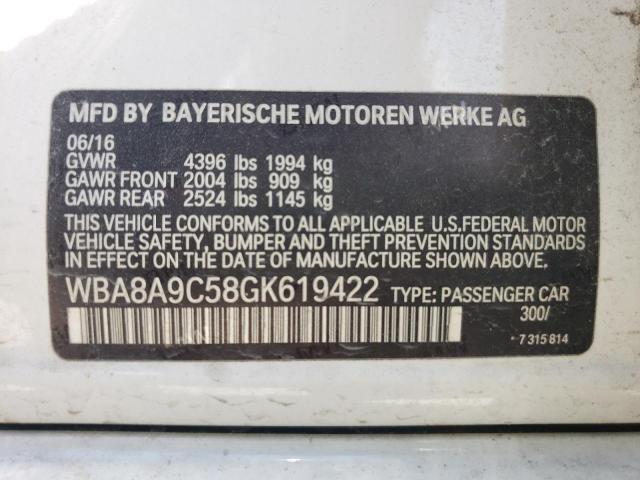 MFD BY BAYERISCHE MOTOREN WERKE AG
06/16
GVWR 4396 lbs 1994 kg
GAWR FRONT 2004 lbs 909 kg
GAWR REAR 2524 lbs 1145 kg
THIS VEHICLE CONFORMS TO ALL APPLICABLE U.S.FEDERAL MOTOR
VEHICLE SAFETY, BUMPER AND THEFT PREVENTION STANDARDS IN
EFFECT ON THE DATE OF MANUFACTURE SHOWN ABOVE.
WBA8A9C58GK619422 TYPE: PASSENGER CAR
300/
7 315 814